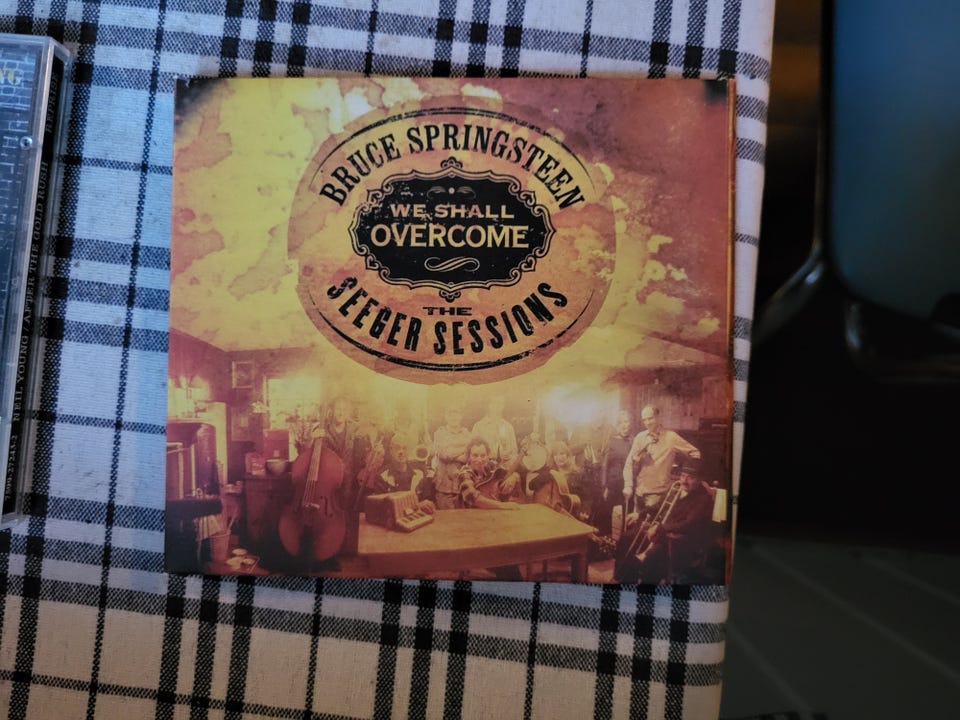 BRUCE SPRINGSTEEN
WE SHALL
OVERCOME
THE
SEEGER SESSIONS
NEIL YOUNG / AFTER THE GOLD RUSH